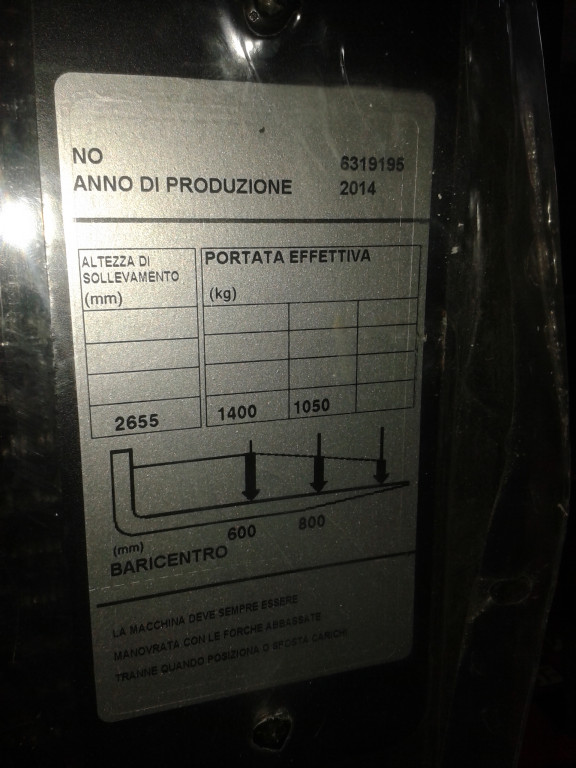 NO 6319195
ANNO DI PRODUZIONE 2014
ALTEZZA DI
SOLLEVAMENTO
(mm)
PORTATA EFFETTIVA
(kg)
2655 1400 1050
600 800
(mm)
BARICENTRO
LA MACCHINA DEVE SEMPRE ESSERE
MANOVRATA CON LE FORCHE ABBASSATE
TRANNE QUANDO POSIZIONA O SPOSTA CARICHI